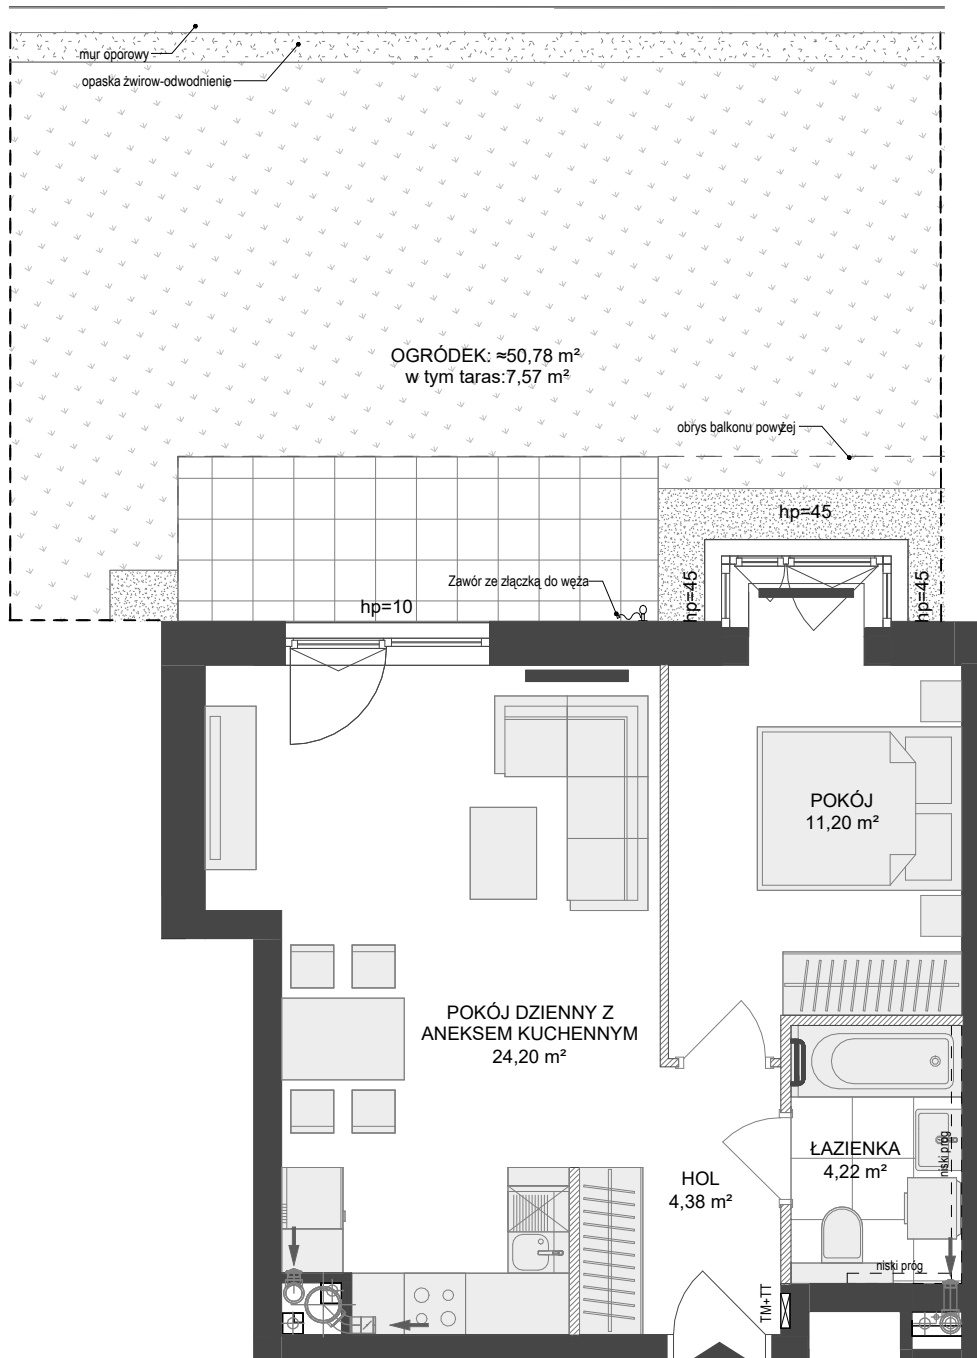 mur oporowy
opaska żwirow-odwodnienie
OGRÓDEK: ≈50,78 m²
w tym taras:7,57 m²
obrys balkonu powyżej
hp=45
Zawór ze złączką do węża
hp=45
hp=45
hp=10
POKÓJ
11,20 m²
POKÓJ DZIENNY Z
ANEKSEM KUCHENNYM
24,20 m²
ŁAZIENKA
4,22 m²
niski próg
HOL
4,38 m²
niski próg
TM+TT